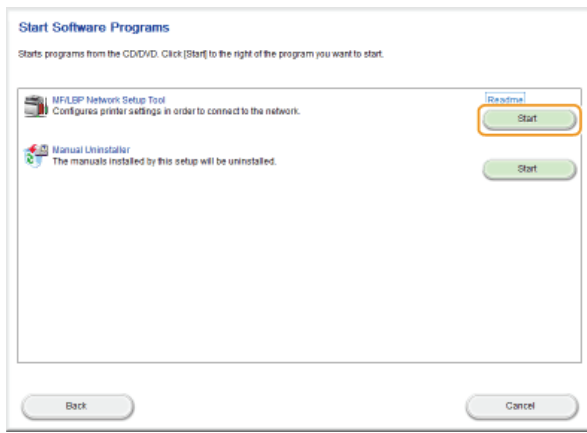 Start Software Programs
Starts programs from the CD/DVD. Click [Start] to the right of the program you want to start.
MF/LBP Network Setup Tool
Readme
Configures printer settings in order to connect to the network.
Start
Manual Uninstaller
The manuals installed by this setup will be uninstalled.
Start
Back
Cancel